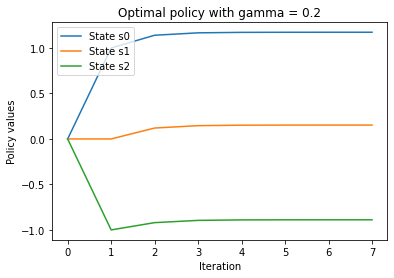 Optimal policy with gamma = 0.2
State s0
State s1
State s2
1.0
0.5
0.0
−0.5
−1.0
Policy values
0 1 2 3 4 5 6 7
Iteration